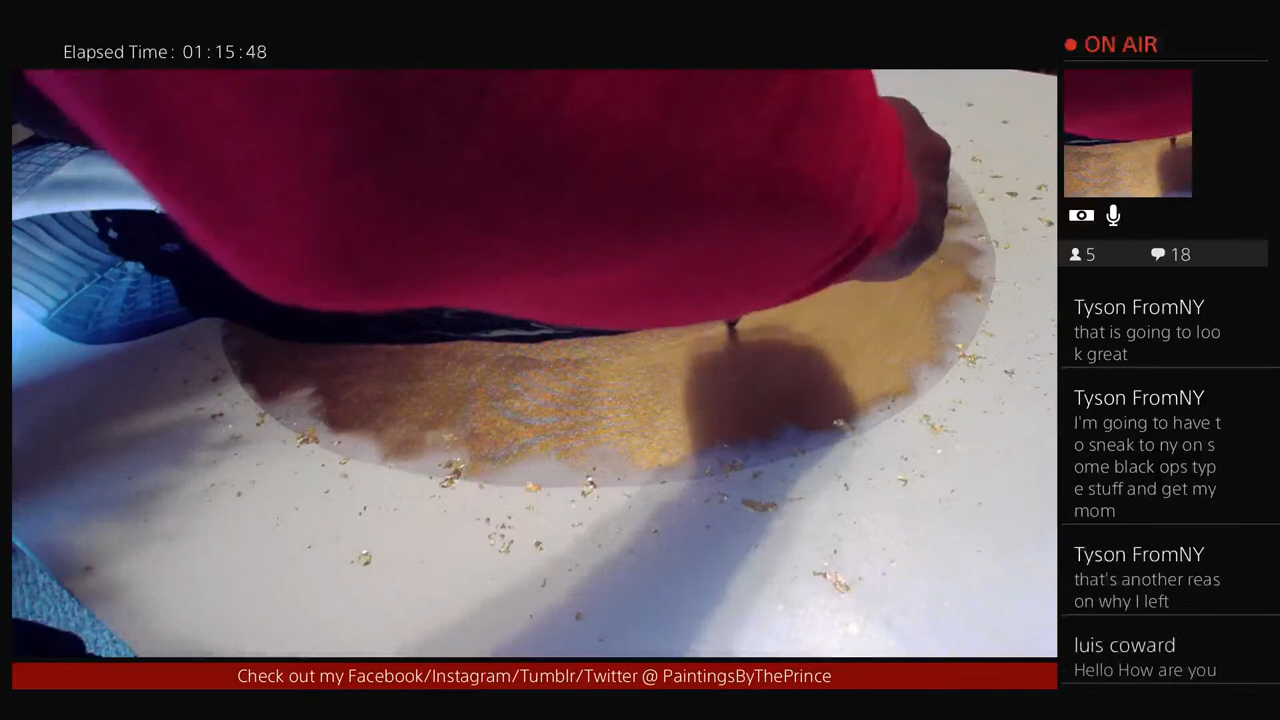 Elapsed Time: 01:15:48
ON AIR
5 18
Tyson FromNY
that is going to loo
k great
Tyson FromNY
I'm going to have t
o sneak to ny on s
ome black ops typ
e stuff and get my
mom
Tyson FromNY
that's another reas
on why I left
luis coward
Hello How are you
Check out my Facebook/Instagram/Tumblr/Twitter @ PaintingsByThePrince